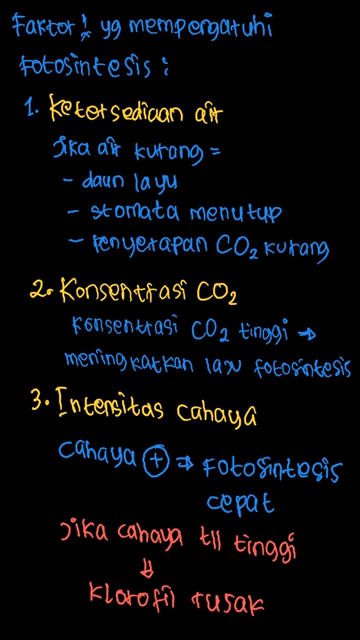 Faktor² yg mempengaruhi
fotosintesis :
1. Ketersediaan air
jika air kurang =
- daun layu
- stomata menutup
- penyerapan CO₂ kurang
2. Konsentrasi CO₂
Konsentrasi CO₂ tinggi →
meningkatkan laju fotosintesis
3. Intensitas cahaya
cahaya ⊕ ⇒ fotosintesis
cepat
jika cahaya tll tinggi
⇓
klorofil rusak